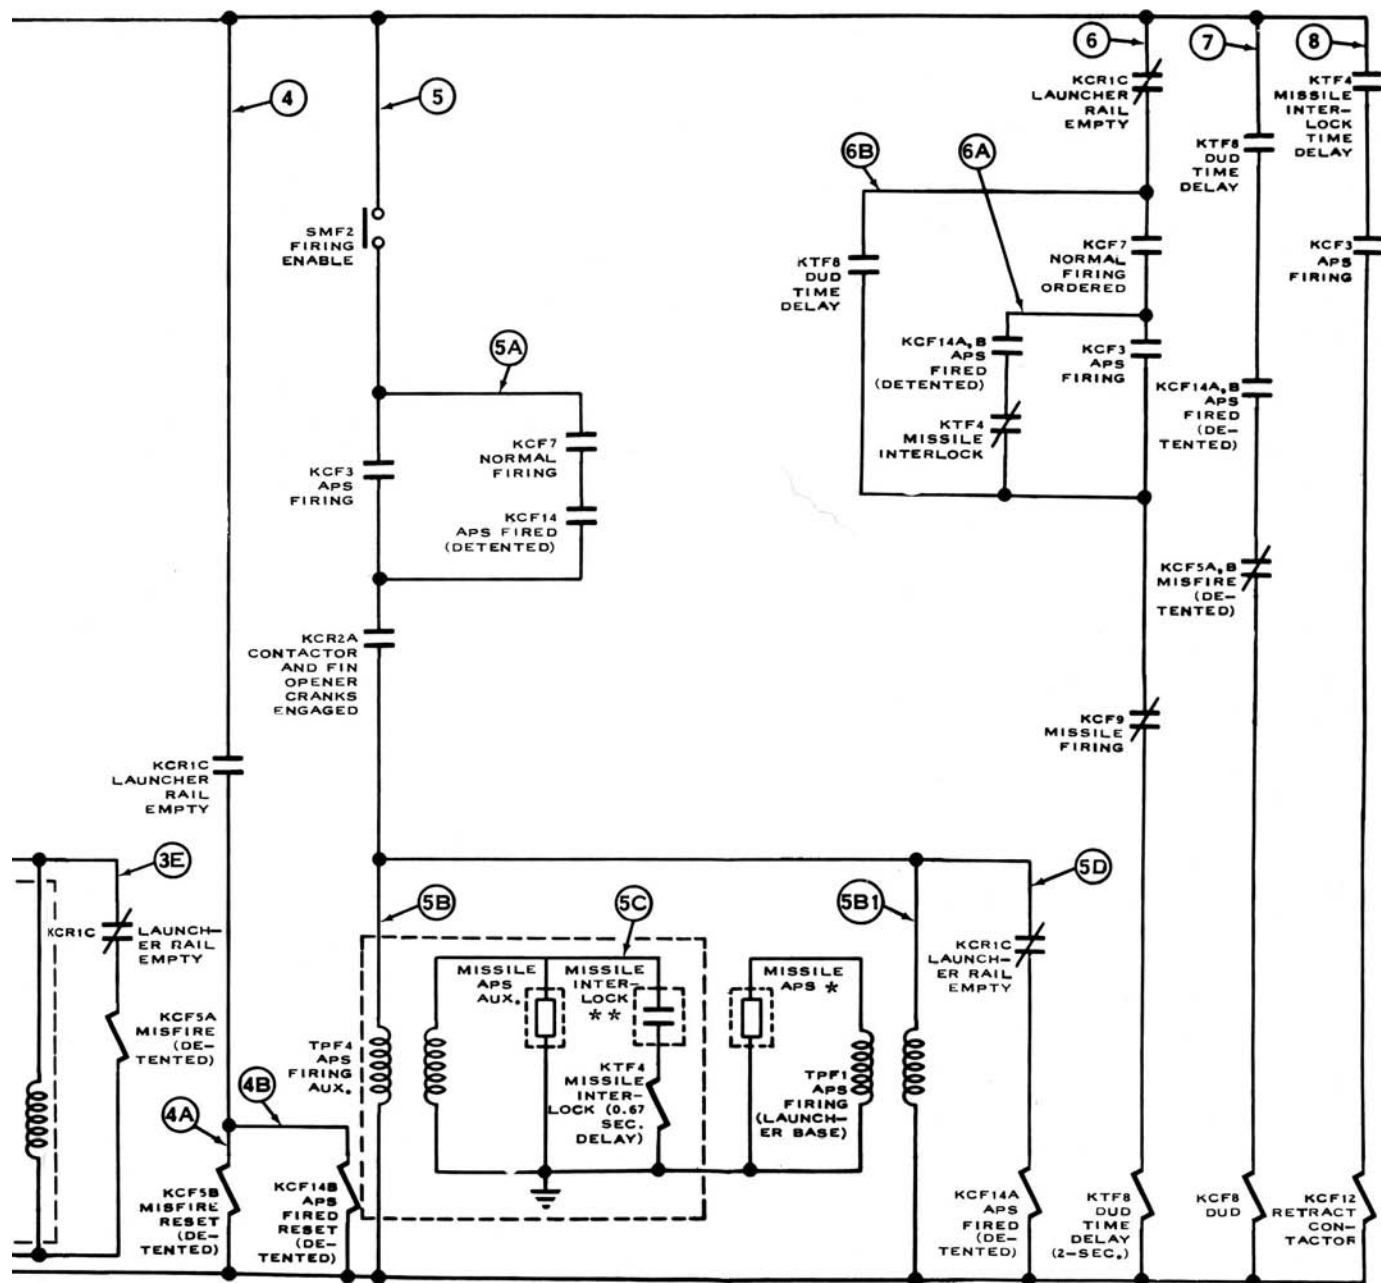 4
5
6
7
8
KCR1C
LAUNCHER
RAIL
EMPTY
KTF4
MISSILE
INTER-
LOCK
TIME
DELAY
KTF8
DUD
TIME
DELAY
6B
6A
SMF2
FIRING
ENABLE
KTF8
DUD
TIME
DELAY
KCF7
NORMAL
FIRING
ORDERED
KCF3
APS
FIRING
5A
KCF14A,B
APS
FIRED
(DETENTED)
KCF3
APS
FIRING
KCF14A,B
APS
FIRED
(DE-
TENTED)
KTF4
MISSILE
INTERLOCK
KCF7
NORMAL
FIRING
KCF3
APS
FIRING
KCF14
APS FIRED
(DETENTED)
KCF5A,B
MISFIRE
(DE-
TENTED)
KCR2A
CONTACTOR
AND FIN
OPENER
CRANKS
ENGAGED
KCF9
MISSILE
FIRING
KCR1C
LAUNCHER
RAIL
EMPTY
3E
5B
5C
5B1
5D
KCR1C
LAUNCH-
ER RAIL
EMPTY
KCF5A
MISFIRE
(DE-
TENTED)
MISSILE
APS
AUX.
MISSILE
INTER-
LOCK
**
MISSILE
APS *
KCR1C
LAUNCH-
ER RAIL
EMPTY
TPF4
APS
FIRING
AUX.
KTF4
MISSILE
INTER-
LOCK (0.67
SEC.
DELAY)
TPF1
APS
FIRING
(LAUNCH-
ER BASE)
4A
4B
KCF5B
MISFIRE
RESET
(DE-
TENTED)
KCF14B
APS
FIRED
RESET
(DE-
TENTED)
KCF14A
APS
FIRED
(DE-
TENTED)
KTF8
DUD
TIME
DELAY
(2-SEC.)
KCF8
DUD
KCF12
RETRACT
CON-
TACTOR